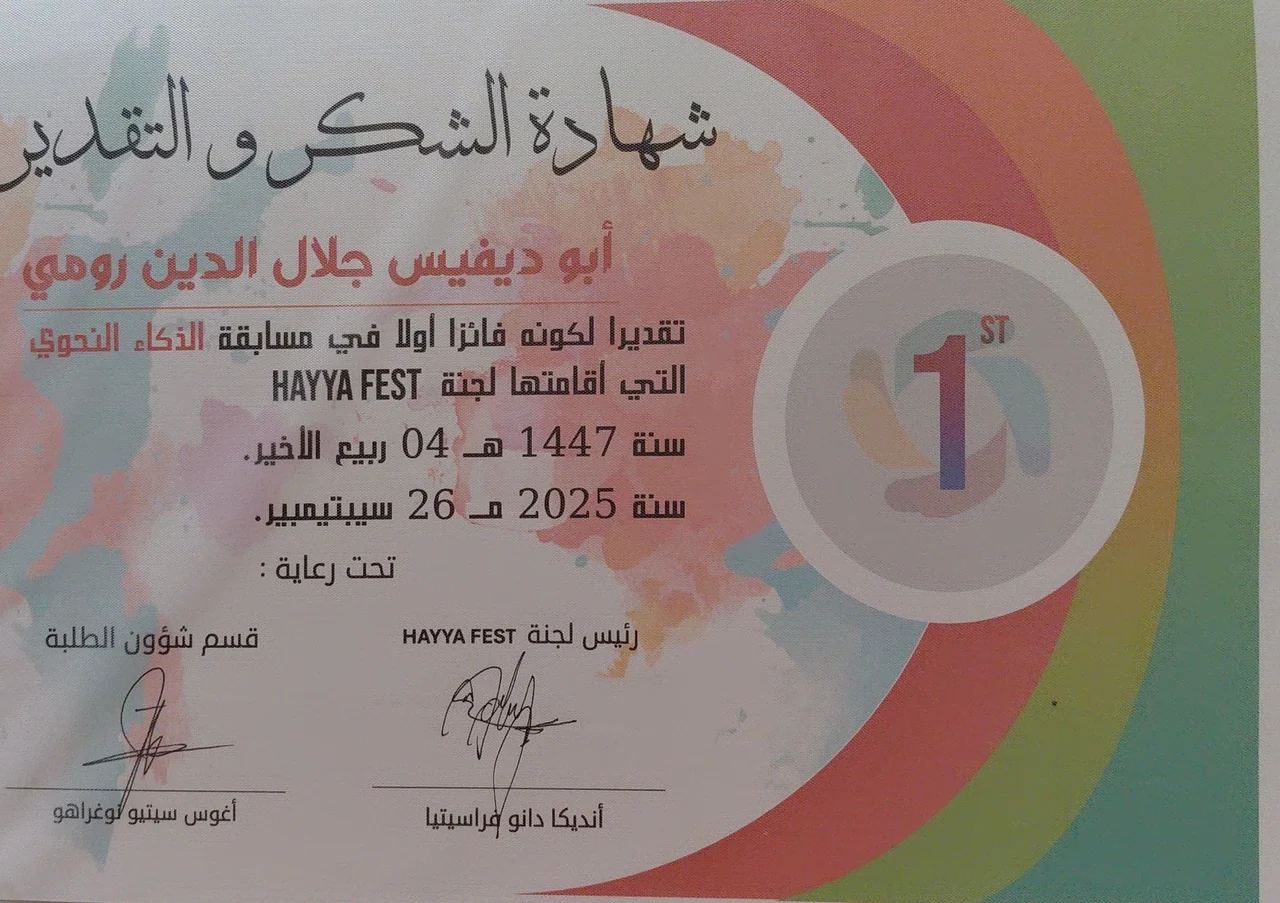 شهادة الشكر و التقدير
أبو ديفيس جلال الدين رومي
تقديرا لكونه فائزا أولا في مسابقة الذكاء النحوي
التي أقامتها لجنة HAYYA FEST
سنة 1447 هـ 04 ربيع الأخير.
سنة 2025 مـ 26 سيبتيمبير.
تحت رعاية :
رئيس لجنة HAYYA FEST
أنديكا دانو فراسيتيا
قسم شؤون الطلبة
أغوس سيتيو نوغراهو
1ST